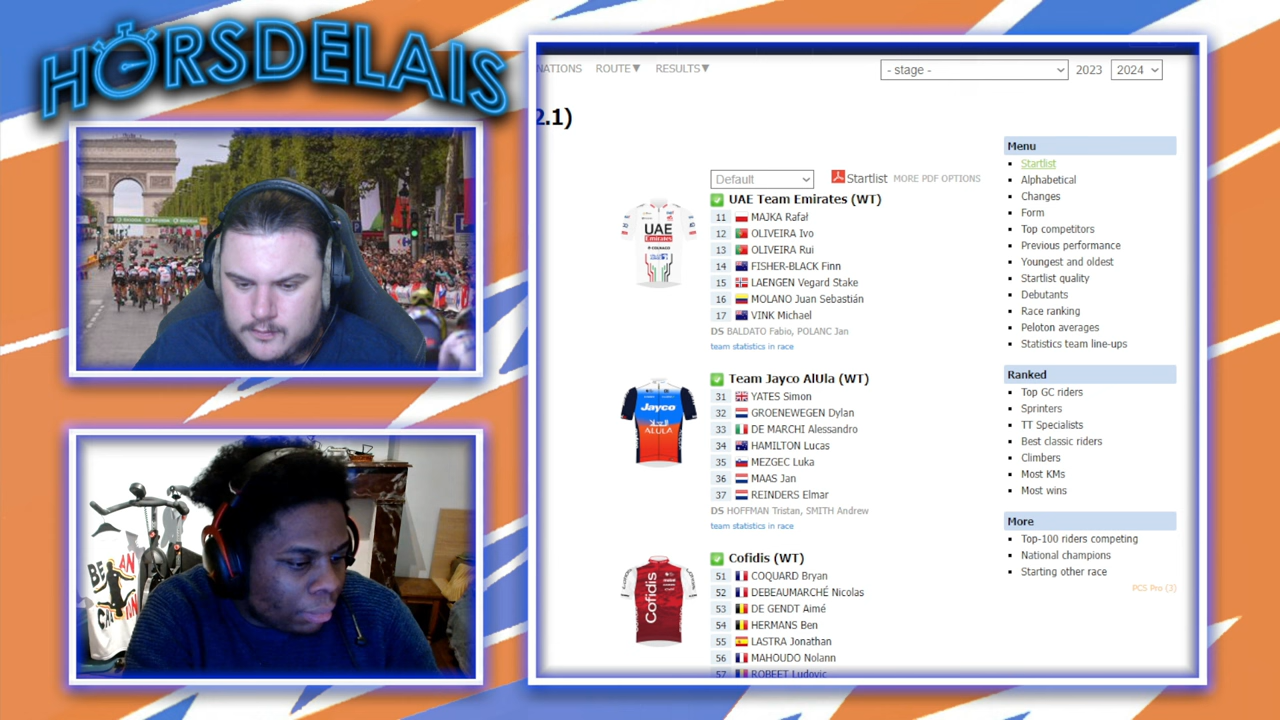 HORSDELAIS
NATIONS ROUTE▼ RESULTS▼
- stage - 2023 2024
2.1)
Default Startlist MORE PDF OPTIONS
UAE Team Emirates (WT)
11 MAJKA Rafał
12 OLIVEIRA Ivo
13 OLIVEIRA Rui
14 FISHER-BLACK Finn
15 LAENGEN Vegard Stake
16 MOLANO Juan Sebastián
17 VINK Michael
DS BALDATO Fabio, POLANC Jan
team statistics in race
UAE
Emirates
Team Jayco AlUla (WT)
31 YATES Simon
32 GROENEWEGEN Dylan
33 DE MARCHI Alessandro
34 HAMILTON Lucas
35 MEZGEC Luka
36 MAAS Jan
37 REINDERS Elmar
DS HOFFMAN Tristan, SMITH Andrew
team statistics in race
Jayco
ALULA
Cofidis (WT)
51 COQUARD Bryan
52 DEBEAUMARCHÉ Nicolas
53 DE GENDT Aimé
54 HERMANS Ben
55 LASTRA Jonathan
56 MAHOUDO Nolann
57 ROBEET Ludovic
Cofidis
Menu
Startlist
Alphabetical
Changes
Form
Top competitors
Previous performance
Youngest and oldest
Startlist quality
Debutants
Race ranking
Peloton averages
Statistics team line-ups
Ranked
Top GC riders
Sprinters
TT Specialists
Best classic riders
Climbers
Most KMs
Most wins
More
Top-100 riders competing
National champions
Starting other race
PCS Pro (3)